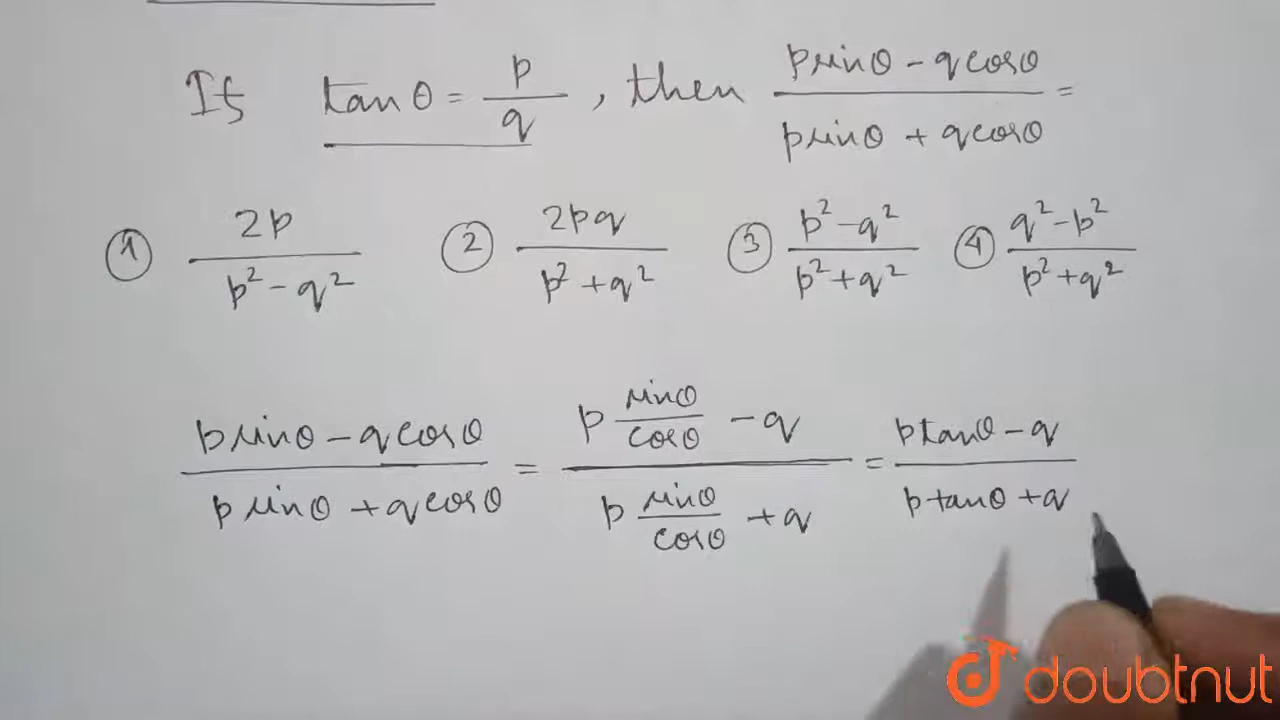 If tanθ = p/q, then (p sinθ - q cosθ)/(p sinθ + q cosθ) =
① 2p/(p² - q²) ② 2pq/(p² + q²) ③ (p² - q²)/(p² + q²) ④ (q² - p²)/(p² + q²)
(p sinθ - q cosθ)/(p sinθ + q cosθ) = (p sinθ/cosθ - q)/(p sinθ/cosθ + q) = (p tanθ - q)/(p tanθ + q)
doubtnut